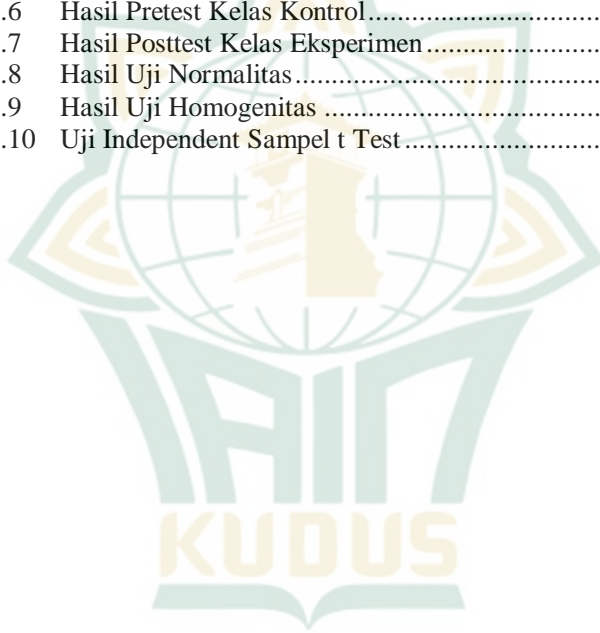 .6 Hasil Pretest Kelas Kontrol..............................
.7 Hasil Posttest Kelas Eksperimen......................
.8 Hasil Uji Normalitas........................................
.9 Hasil Uji Homogenitas ....................................
.10 Uji Independent Sampel t Test.........................
IAIN
KUDUS